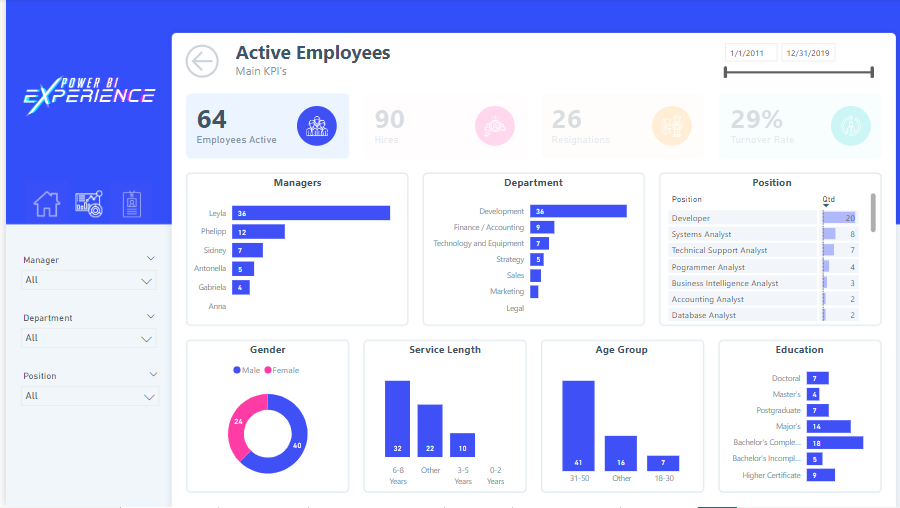 Active Employees
Main KPI's
1/1/2011 12/31/2019
POWER BI
EXPERIENCE
64
Employees Active
90
Hires
26
Resignations
29%
Turnover Rate
Manager
All
Department
All
Position
All
Managers
Leyla 36
Phelipp 12
Sidney 7
Antonella 5
Gabriela 4
Anna
Department
Development 36
Finance / Accounting 9
Technology and Equipment 7
Strategy 5
Sales
Marketing
Legal
Position
Position Qtd
Developer 20
Systems Analyst 8
Technical Support Analyst 7
Pogrammer Analyst 4
Business Intelligence Analyst 3
Accounting Analyst 2
Database Analyst 2
Gender
Male Female
24
40
Service Length
32 22 10
6-8 Years Other 3-5 Years 0-2 Years
Age Group
41 16 7
31-50 Other 18-30
Education
Doctoral 7
Master's 4
Postgraduate 7
Major's 14
Bachelor's Comple... 18
Bachelor's Incompl... 5
Higher Certificate 9